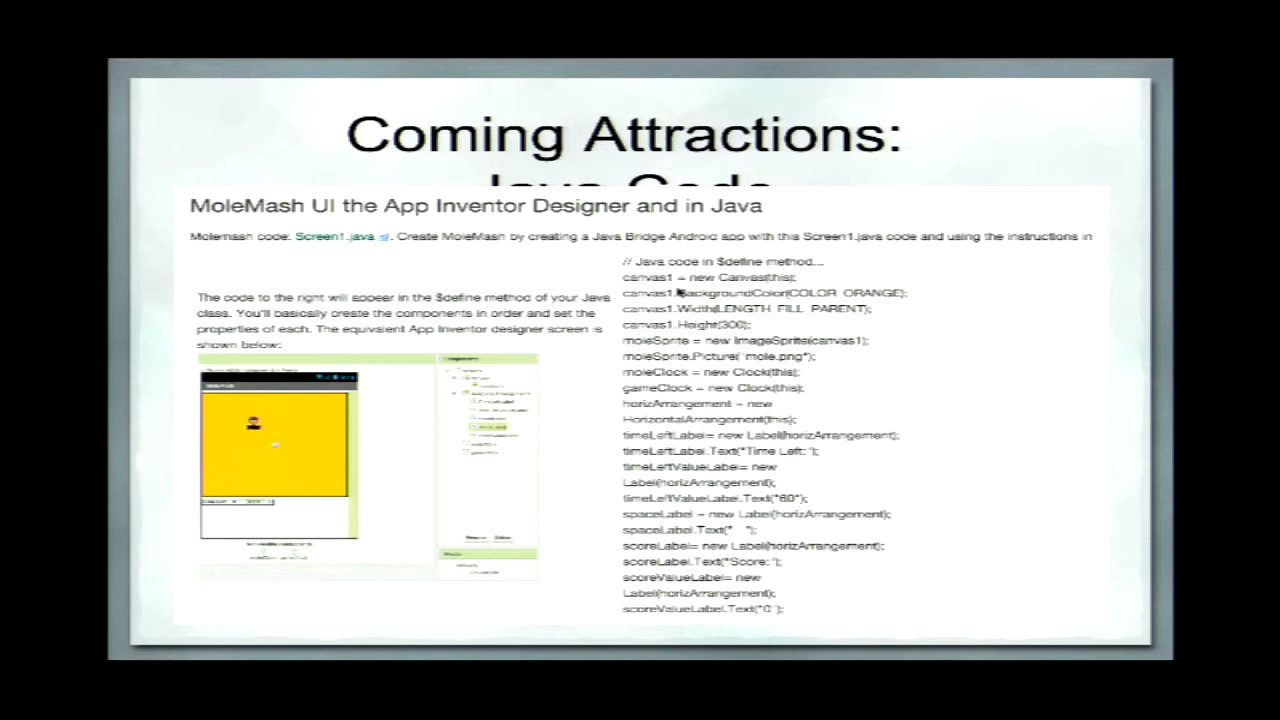 Coming Attractions:
Java Code
MoleMash UI the App Inventor Designer and in Java
Molemash code: Screen1.java . Create MoleMash by creating a Java Bridge Android app with this Screen1.java code and using the instructions in
The code to the right will appear in the $define method of your Java
class. You'll basically create the components in order and set the
properties of each. The equivalent App Inventor designer screen is
shown below:
// Java code in $define method...
canvas1 = new Canvas(this);
canvas1.BackgroundColor(COLOR_ORANGE);
canvas1.Width(LENGTH_FILL_PARENT);
canvas1.Height(300);
moleSprite = new ImageSprite(canvas1);
moleSprite.Picture("mole.png");
moleClock = new Clock(this);
gameClock = new Clock(this);
horizArrangement = new
HorizontalArrangement(this);
timeLeftLabel= new Label(horizArrangement);
timeLeftLabel.Text("Time Left: ");
timeLeftValueLabel= new
Label(horizArrangement);
timeLeftValueLabel.Text("60");
spaceLabel = new Label(horizArrangement);
spaceLabel.Text("   ");
scoreLabel= new Label(horizArrangement);
scoreLabel.Text("Score: ");
scoreValueLabel= new
Label(horizArrangement);
scoreValueLabel.Text("0");